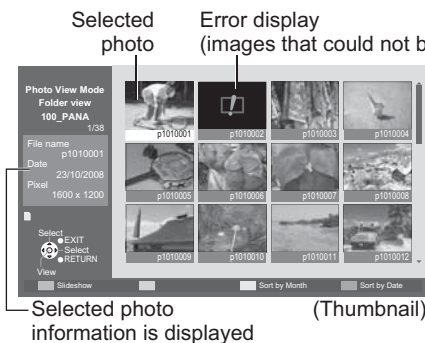 Selected photo
Error display
(images that could not b
Photo View Mode
Folder view
100_PANA
1/38
File name
p1010001
Date
23/10/2008
Pixel
1600 x 1200
Select
EXIT
Select
RETURN
View
p1010001
p1010002
p1010003
p1010004
p1010005
p1010006
p1010007
p1010008
p1010009
p1010010
p1010011
p1010012
Slideshow
Sort by Month
Sort by Date
Selected photo
information is displayed
(Thumbnail)